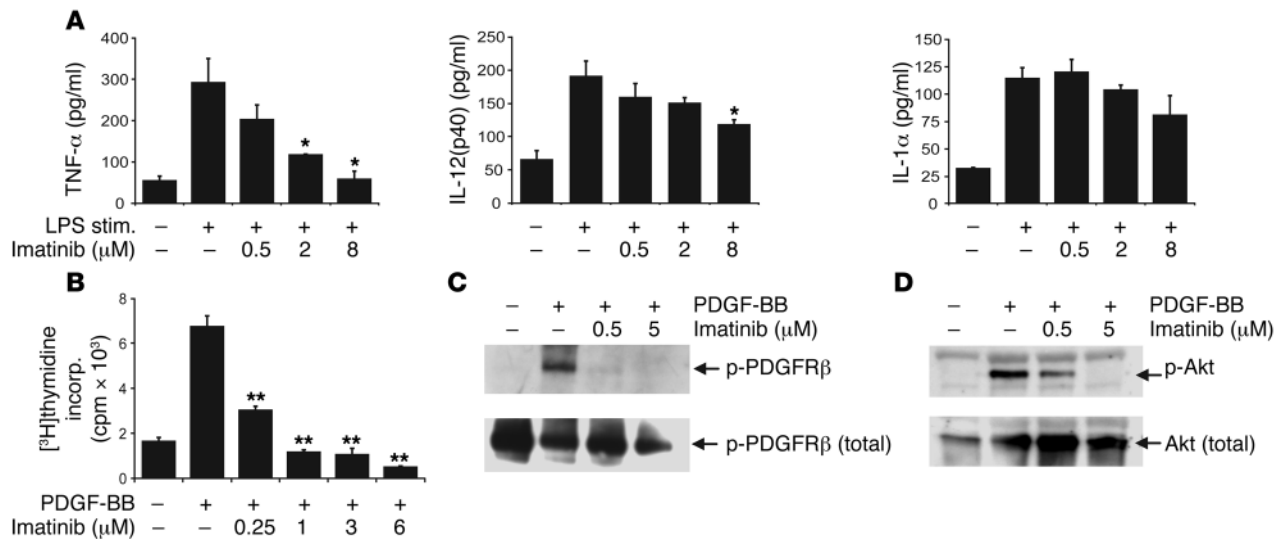 A
TNF-α (pg/ml)
400
300
200
100
0
* *
LPS stim. – + + + +
Imatinib (μM) – – 0.5 2 8
IL-12(p40) (pg/ml)
200
150
100
50
0
*
– + + + +
– – 0.5 2 8
IL-1α (pg/ml)
150
125
100
75
50
25
0
– + + + +
– – 0.5 2 8
B
[³H]thymidine
incorp.
(cpm × 10³)
8
6
4
2
0
** ** ** **
PDGF-BB – + + + + +
Imatinib (μM) – – 0.25 1 3 6
C
– + + + PDGF-BB
– – 0.5 5 Imatinib (μM)
p-PDGFRβ
p-PDGFRβ (total)
D
– + + + PDGF-BB
– – 0.5 5 Imatinib (μM)
p-Akt
Akt (total)